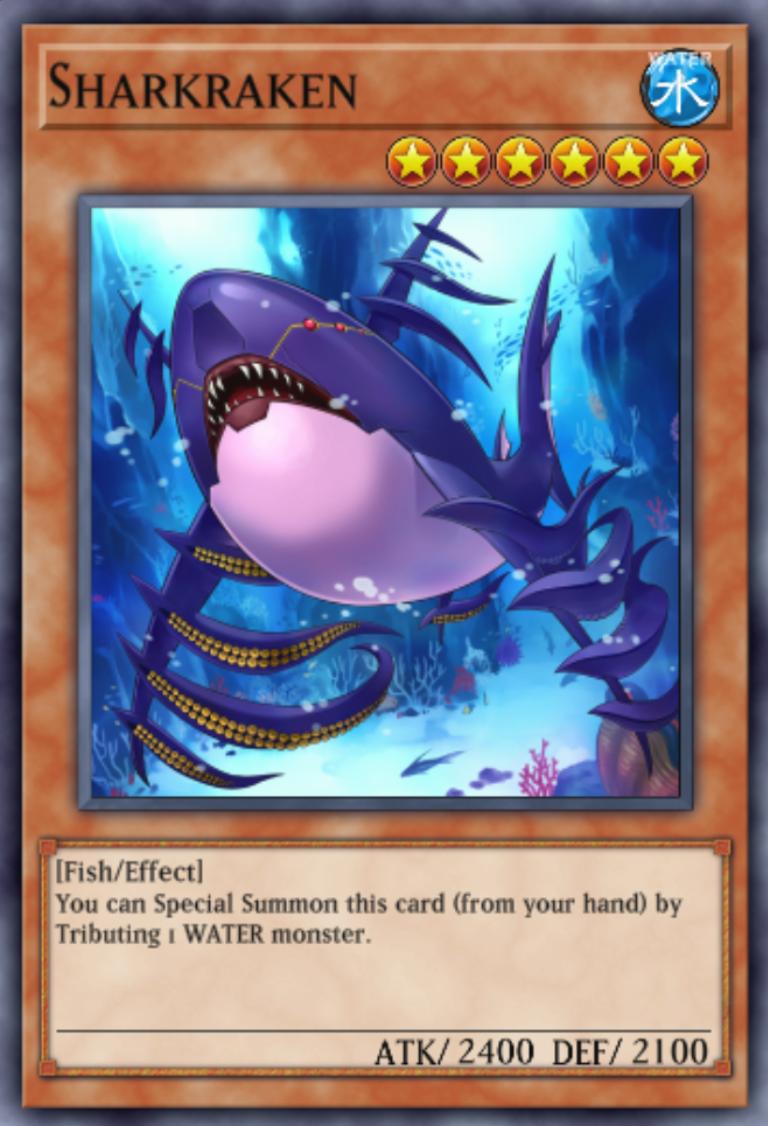 SHARKRAKEN
WATER
水
[Fish/Effect]
You can Special Summon this card (from your hand) by
Tributing 1 WATER monster.
ATK/ 2400 DEF/ 2100